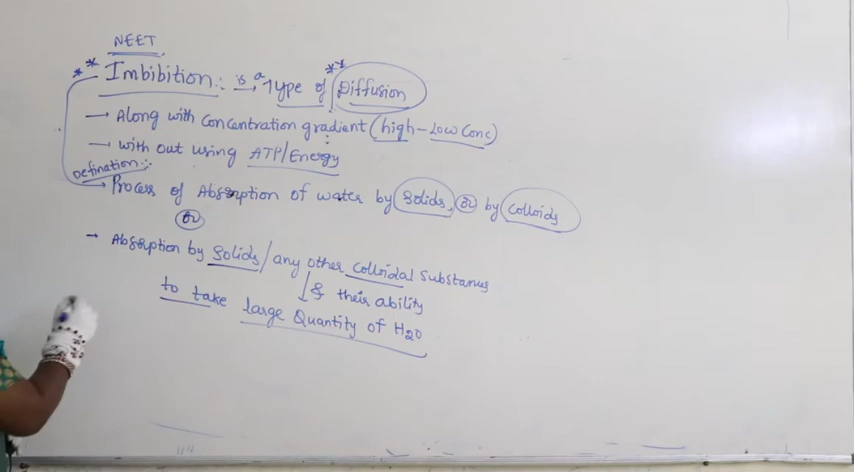 NEET
** Imbibition :. is a Type of ** Diffusion
→ Along with concentration gradient (high - Low Conc)
→ with out using ATP/Energy
Defination :-
→ Process of Absorption of water by Solids, or by Colloids
or
→ Absorption by Solids / any other Colloidal Substanus
& their ability
to take large Quantity of H2O